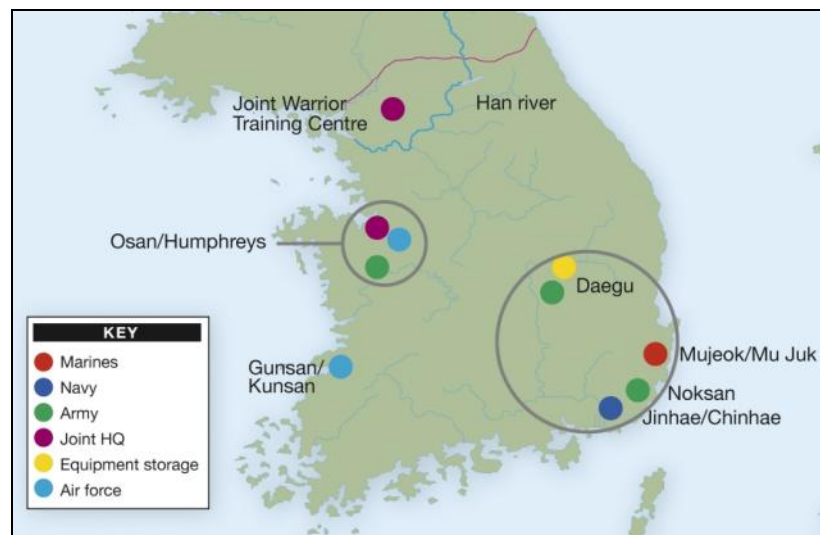 Joint Warrior
Training Centre
Han river
Osan/Humphreys
Daegu
Gunsan/
Kunsan
Mujeok/Mu Juk
Noksan
Jinhae/Chinhae
KEY
Marines
Navy
Army
Joint HQ
Equipment storage
Air force